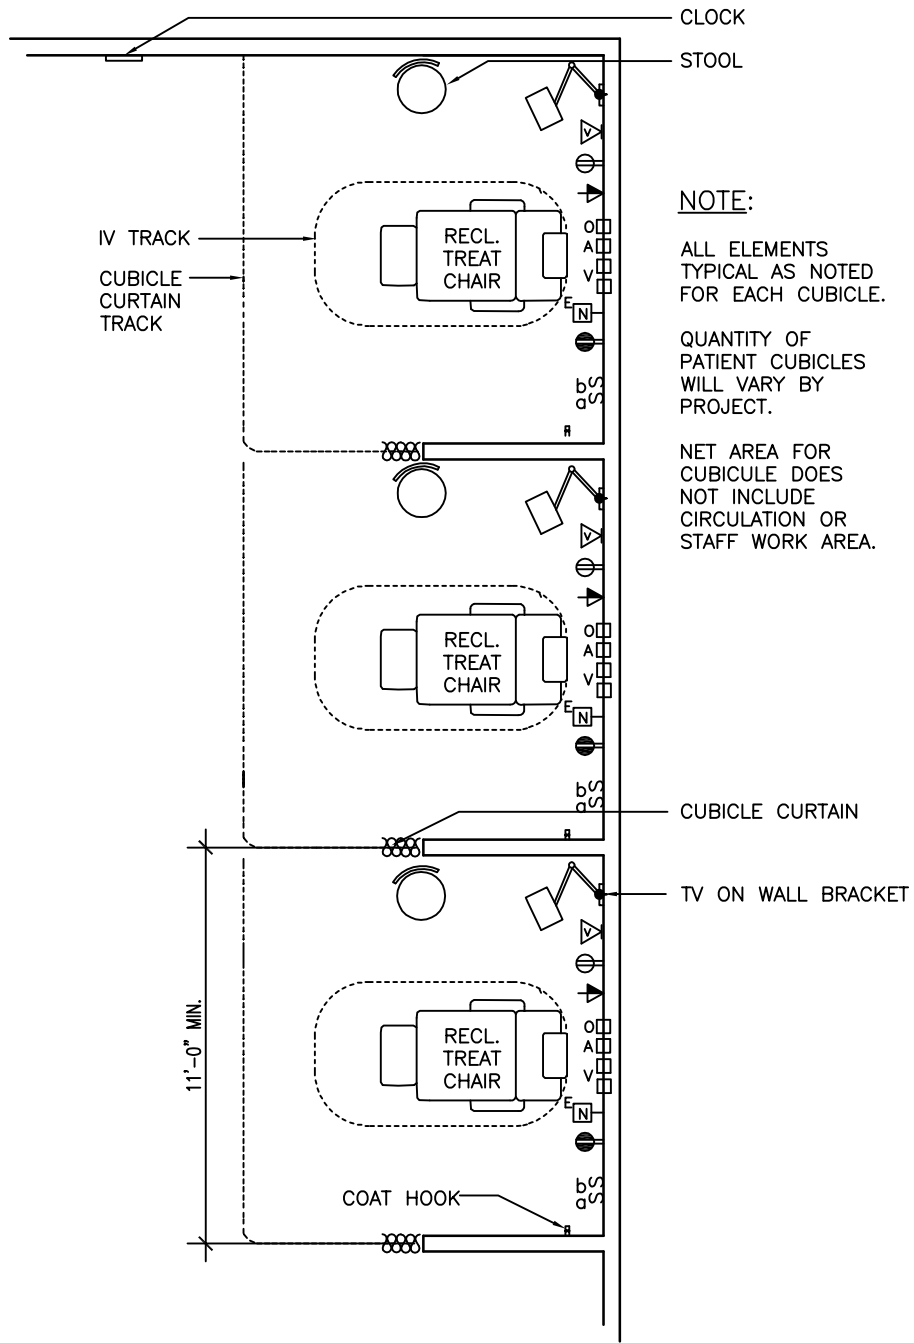 CLOCK
STOOL
V
IV TRACK
CUBICLE
CURTAIN
TRACK
RECL.
TREAT
CHAIR
O
A
V
E
N
b S
a S
NOTE:
ALL ELEMENTS
TYPICAL AS NOTED
FOR EACH CUBICLE.
QUANTITY OF
PATIENT CUBICLES
WILL VARY BY
PROJECT.
NET AREA FOR
CUBICULE DOES
NOT INCLUDE
CIRCULATION OR
STAFF WORK AREA.
V
RECL.
TREAT
CHAIR
O
A
V
E
N
b S
a S
CUBICLE CURTAIN
TV ON WALL BRACKET
V
11'-0" MIN.
RECL.
TREAT
CHAIR
O
A
V
E
N
b S
a S
COAT HOOK